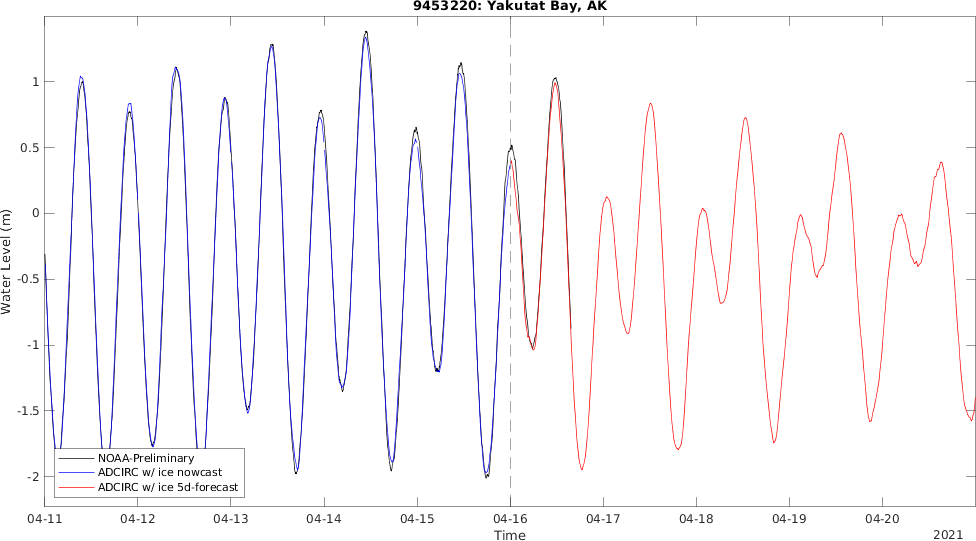 9453220: Yakutat Bay, AK
Water Level (m)
1
0.5
0
-0.5
-1
-1.5
-2
NOAA-Preliminary
ADCIRC w/ ice nowcast
ADCIRC w/ ice 5d-forecast
04-11 04-12 04-13 04-14 04-15 04-16 04-17 04-18 04-19 04-20
Time
2021